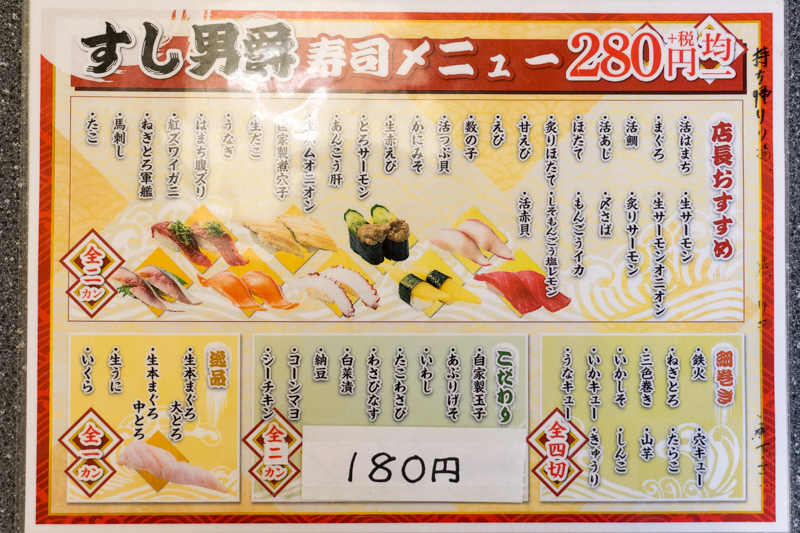 すし男爵 寿司メニュー 280円+税 均一
店長おすすめ
・活はまち ・生サーモン
・まぐろ ・生サーモンオニオン
・活鯛 ・炙りサーモン
・活あじ ・〆さば
・ほたて ・もんごうイカ
・炙りほたて ・しそもんごう塩レモン
・甘えび ・活赤貝
・えび
・数の子
・活つぶ貝
・かにみそ
・生赤えび
・とろサーモン
・あんこう肝
・生ハムオニオン
・自家製煮穴子
・生だこ
・うなぎ
・はまち腹ズリ
・紅ズワイガニ
・ねぎとろ軍艦
・馬刺し
・たこ
全二カン
細巻き
・鉄火 ・穴キュー
・ねぎとろ ・たらこ
・三色巻き ・山芋
・いかしそ ・しんこ
・いかキュー ・きゅうり
・うなキュー
全四切
こだわり
・自家製玉子
・あぶりげそ
・いわし
・たこわさび
・わさびなす
・白菜漬
・納豆
・コーンマヨ
・シーチキン
全二カン
180円
逸品
・生本まぐろ 大とろ
・生本まぐろ 中とろ
・生うに
・いくら
全一カン